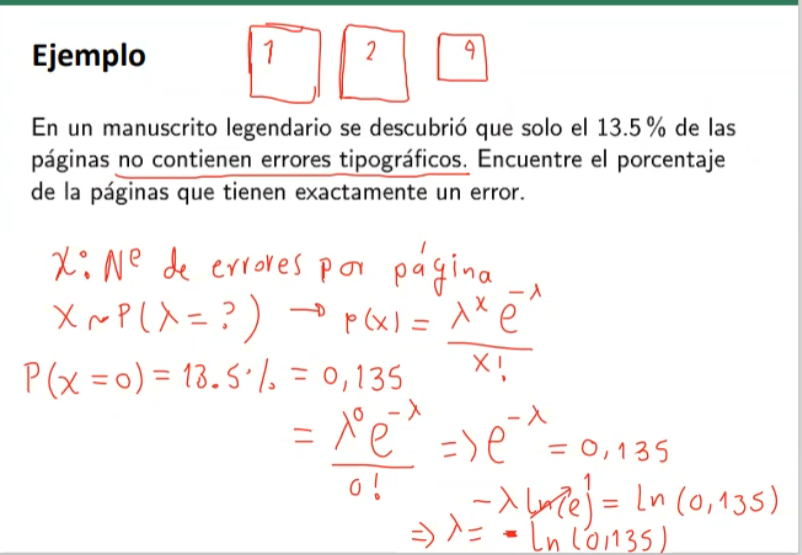 Ejemplo
1 2 9
En un manuscrito legendario se descubrió que solo el 13.5 % de las
páginas no contienen errores tipográficos. Encuentre el porcentaje
de la páginas que tienen exactamente un error.
X: Nº de errores por página
X ~ P(λ = ?) → p(x) = λ^x e^-λ / x!
P(x = 0) = 13.5 % = 0,135
= λ^0 e^-λ / 0! => e^-λ = 0,135
-λ ln(e) 1 = ln (0,135)
=> λ = - ln (0,135)